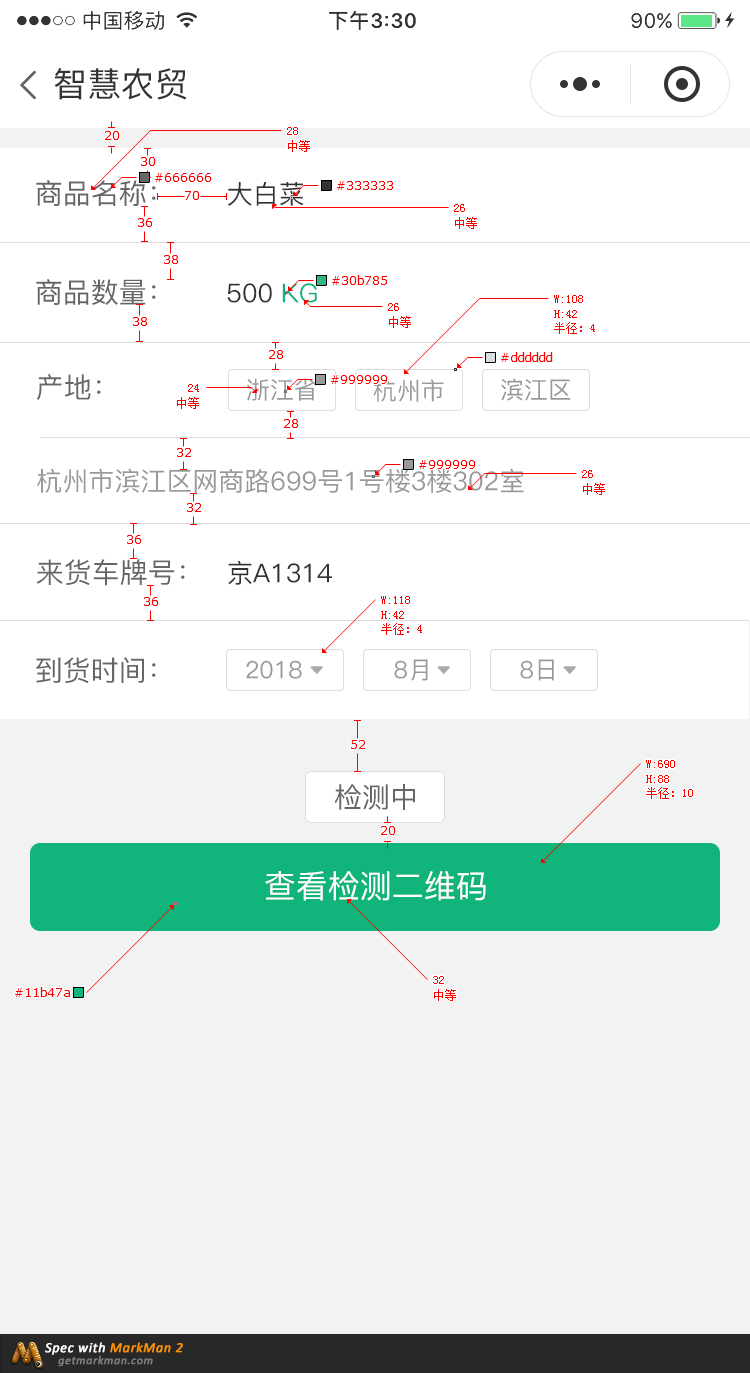 中国移动 下午3:30 90%
智慧农贸
20
28
中等
30
#666666
商品名称: 70 大白菜 #333333
26
中等
36
38
商品数量: 500 KG #30b785
26
中等
38
W:108
H:42
半径: 4
28
#dddddd
产地: 浙江省 #999999 杭州市 滨江区
24
中等
28
32
#999999
杭州市滨江区网商路699号1号楼3楼302室
26
中等
32
36
来货车牌号: 京A1314
36
W:118
H:42
半径: 4
到货时间: 2018 8月 8日
52
W:690
H:88
半径: 10
检测中
20
查看检测二维码
32
中等
#11b47a
Spec with MarkMan 2
getmarkman.com